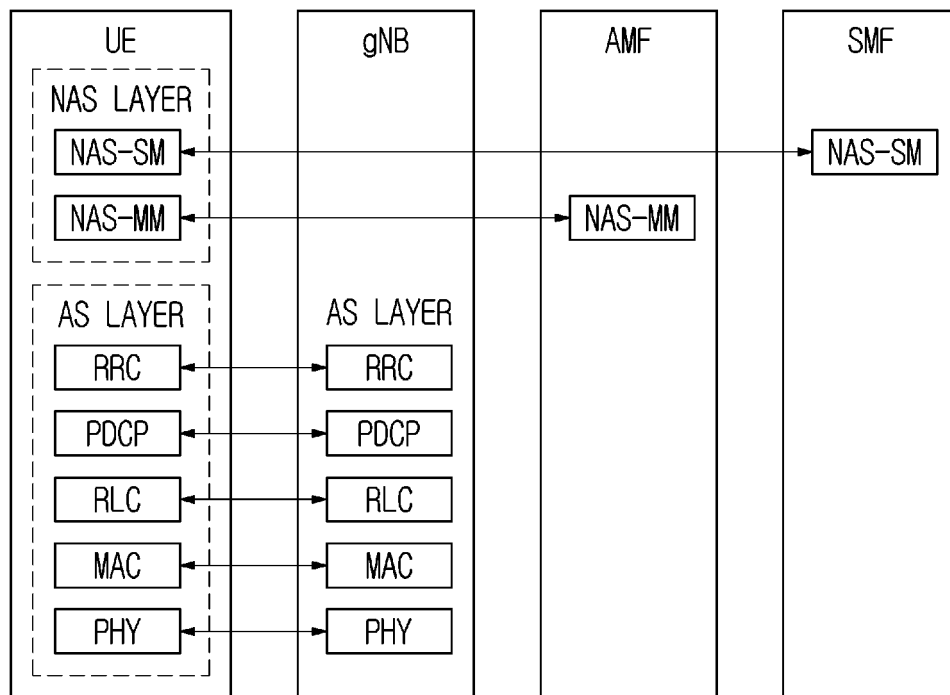 UE
gNB
AMF
SMF
NAS LAYER
NAS-SM
NAS-SM
NAS-MM
NAS-MM
AS LAYER
AS LAYER
RRC
RRC
PDCP
PDCP
RLC
RLC
MAC
MAC
PHY
PHY